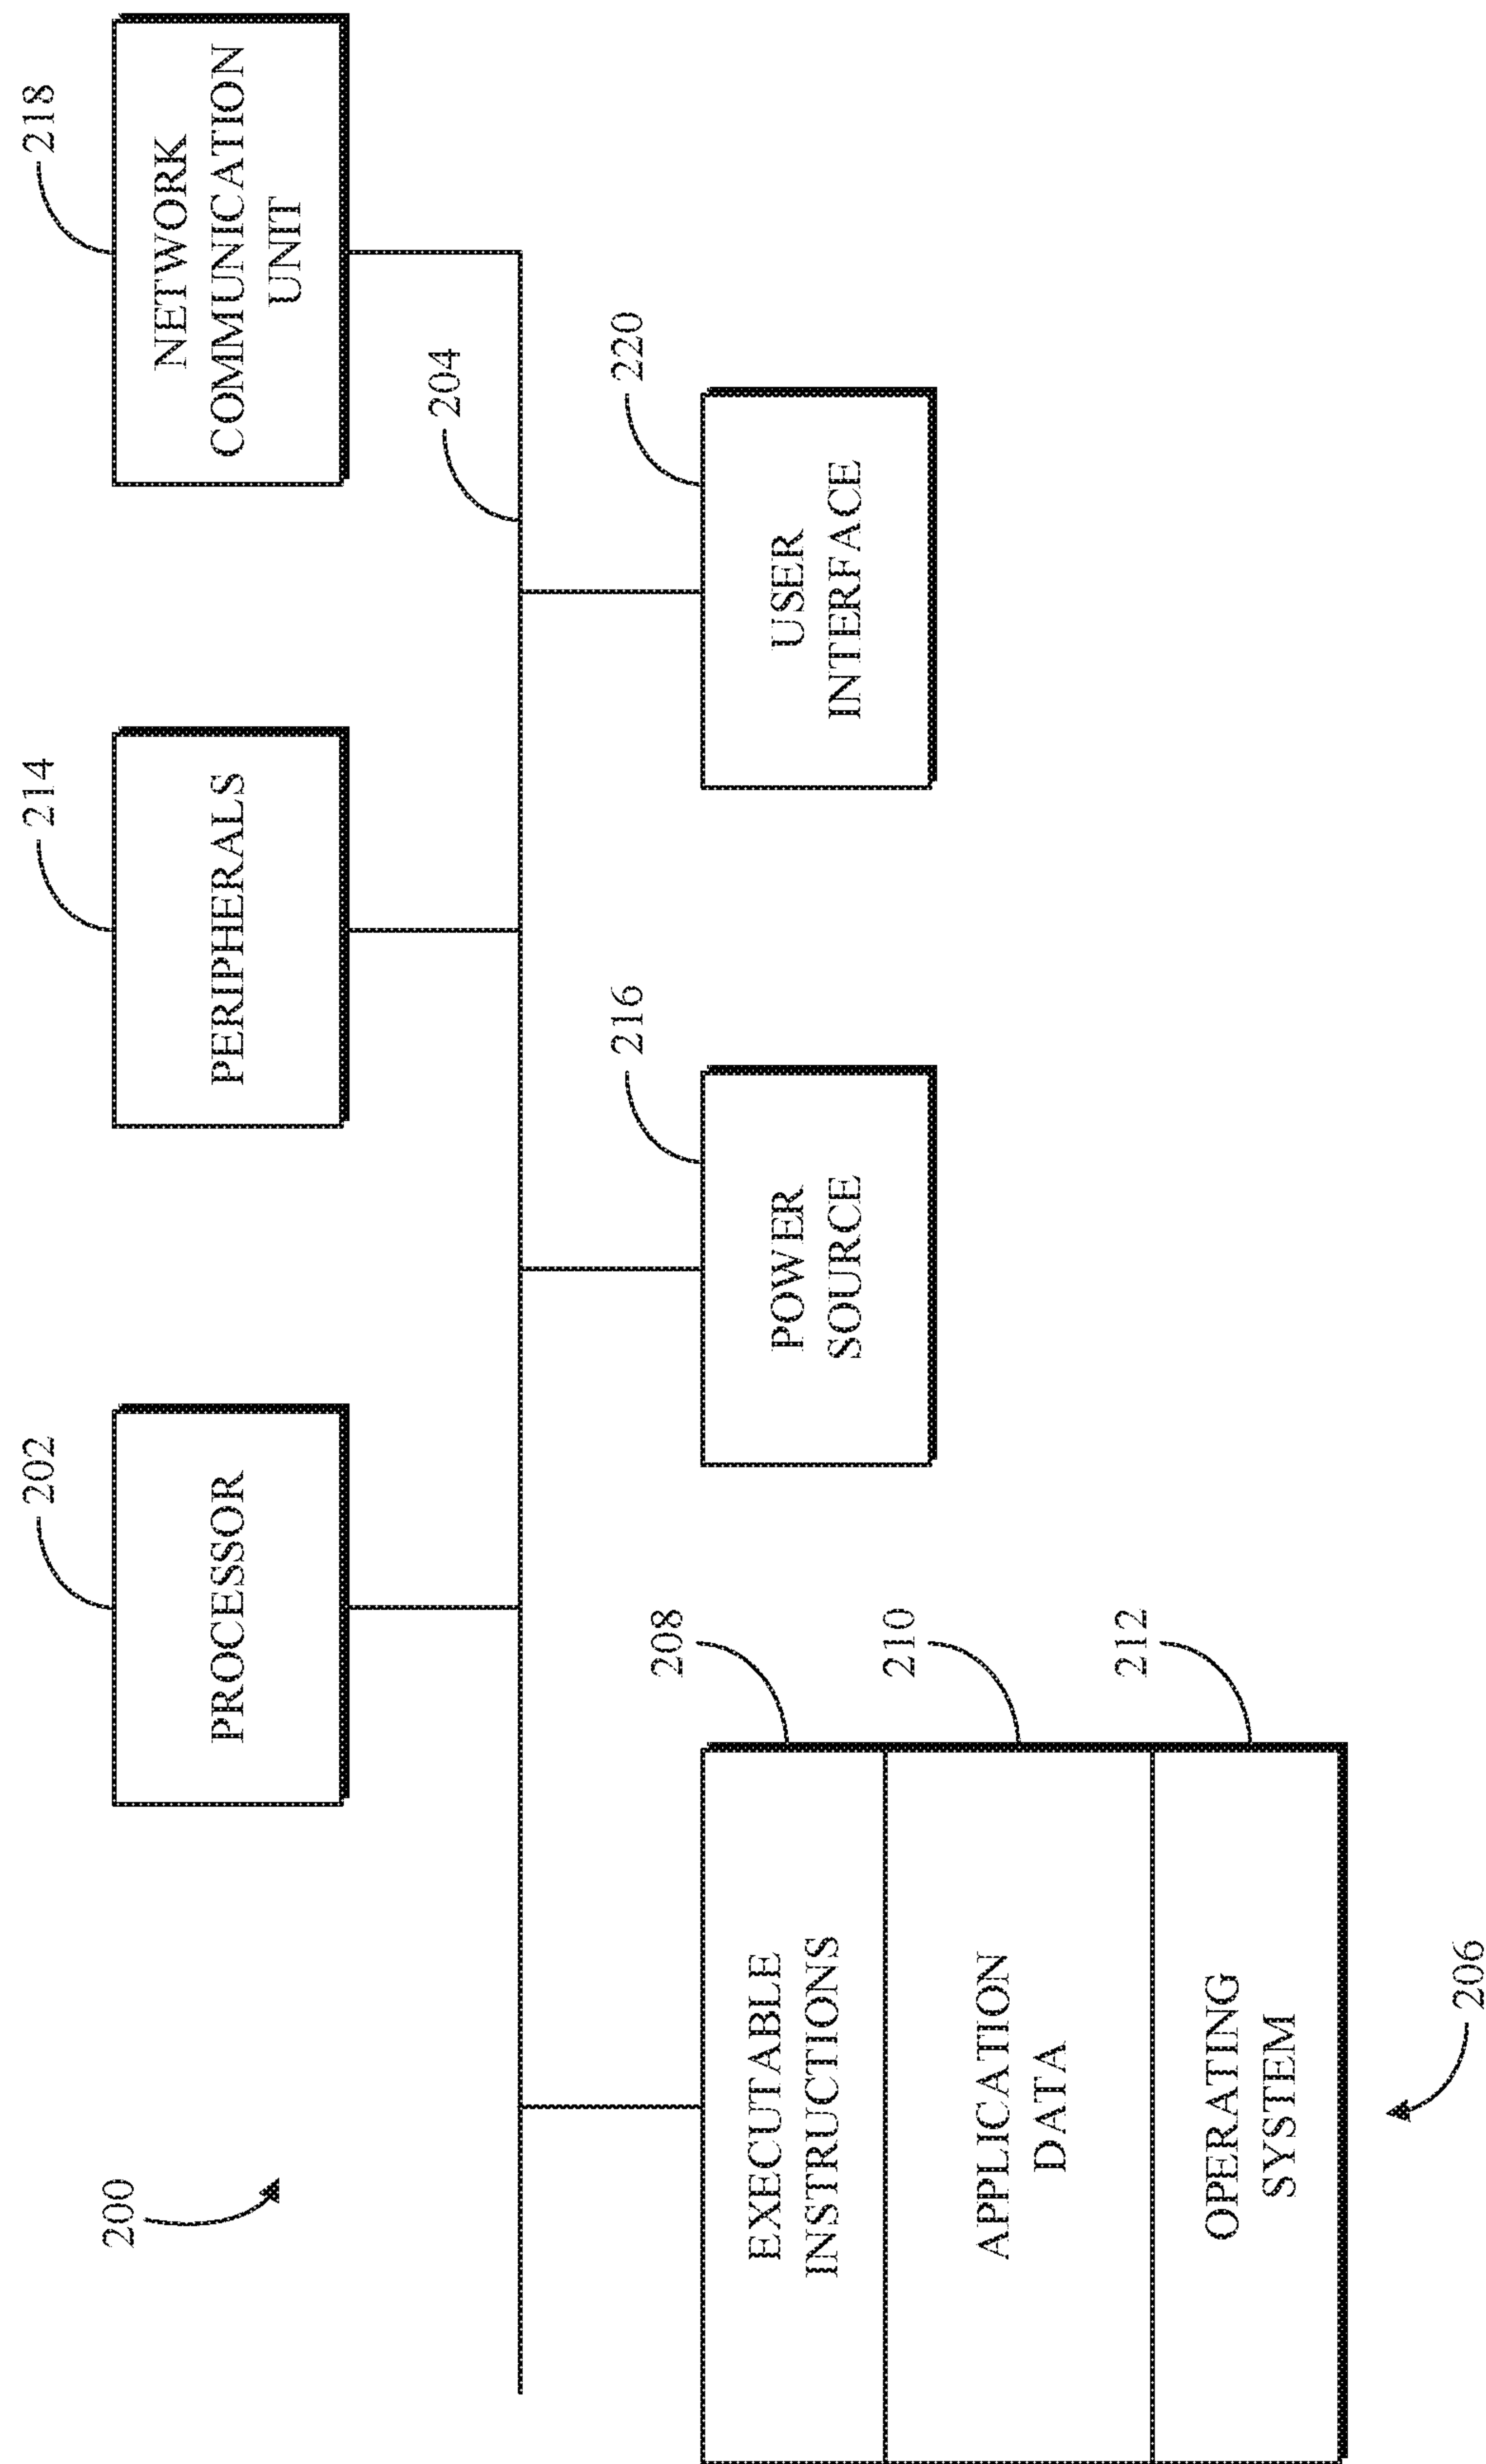 200
202
PROCESSOR
214
PERIPHERALS
218
NETWORK
COMMUNICATION
UNIT
204
208
EXECUTABLE
INSTRUCTIONS
210
APPLICATION
DATA
212
OPERATING
SYSTEM
206
216
POWER
SOURCE
220
USER
INTERFACE